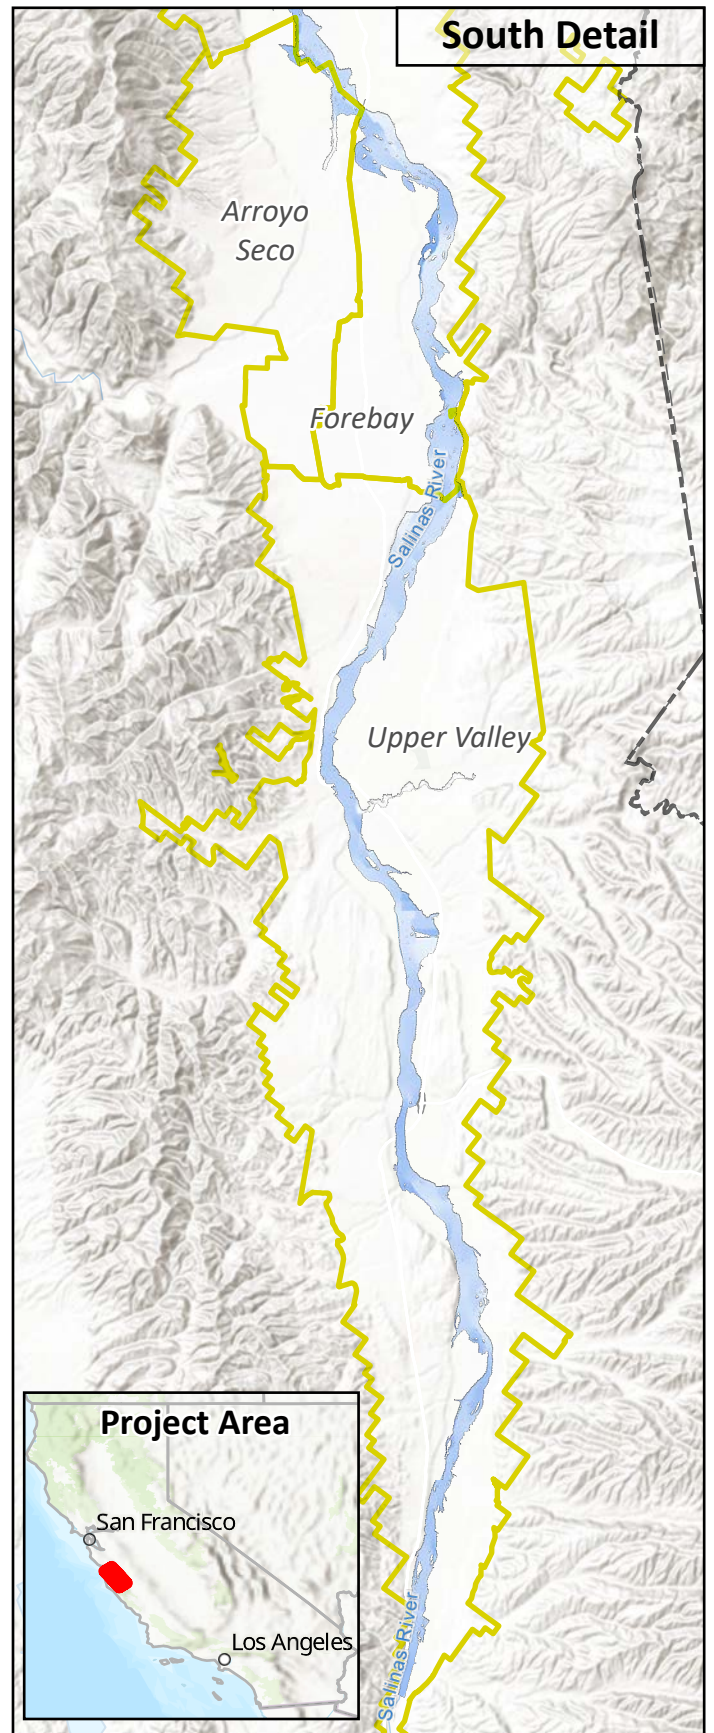 South Detail
Arroyo
Seco
Forebay
Salinas River
Upper Valley
Project Area
San Francisco
Los Angeles
Salinas River